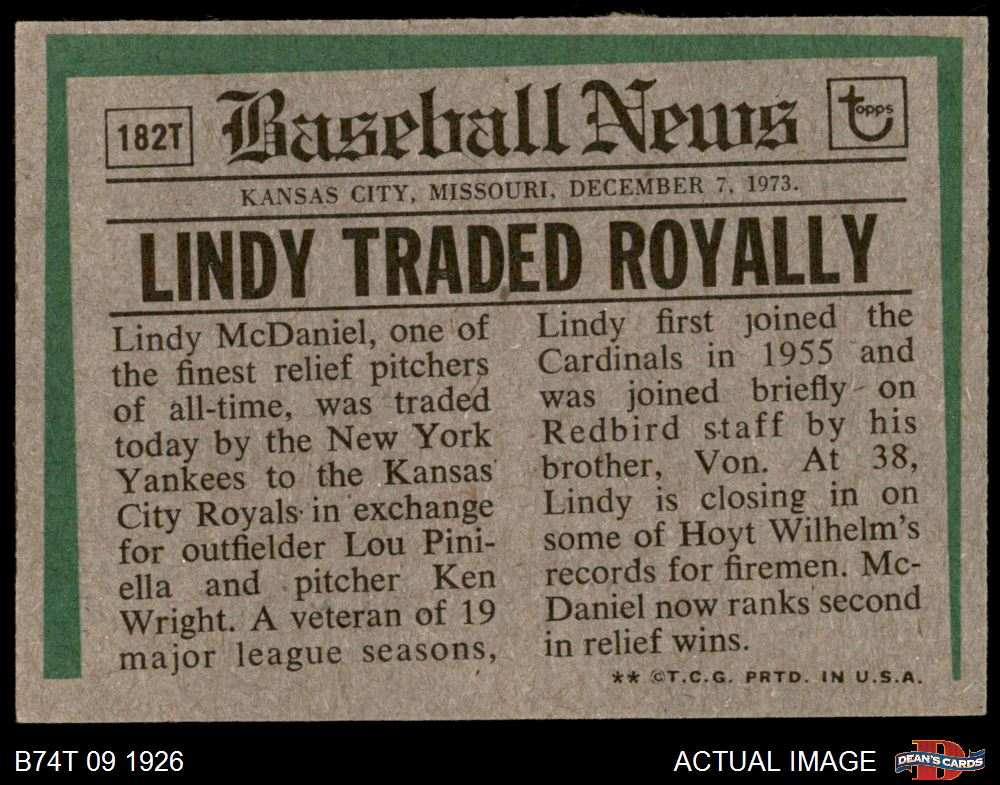 182T
Baseball News
topps
KANSAS CITY, MISSOURI, DECEMBER 7, 1973.
LINDY TRADED ROYALLY
Lindy McDaniel, one of
the finest relief pitchers
of all-time, was traded
today by the New York
Yankees to the Kansas
City Royals in exchange
for outfielder Lou Pini-
ella and pitcher Ken
Wright. A veteran of 19
major league seasons,
Lindy first joined the
Cardinals in 1955 and
was joined briefly on
Redbird staff by his
brother, Von. At 38,
Lindy is closing in on
some of Hoyt Wilhelm's
records for firemen. Mc-
Daniel now ranks second
in relief wins.
** ©T.C.G. PRTD. IN U.S.A.
B74T 09 1926
ACTUAL IMAGE
DEAN'S CARDS